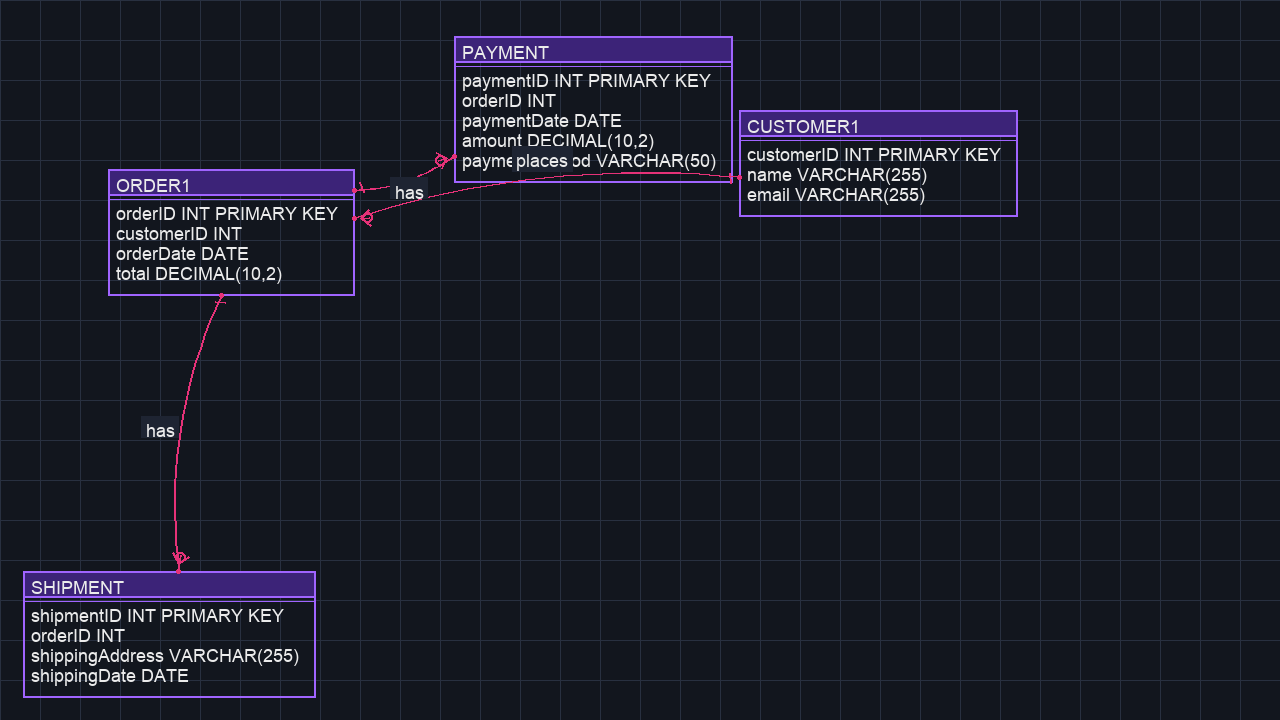 PAYMENT
paymentID INT PRIMARY KEY
orderID INT
paymentDate DATE
amount DECIMAL(10,2)
VARCHAR(50)
places
CUSTOMER1
customerID INT PRIMARY KEY
name VARCHAR(255)
email VARCHAR(255)
ORDER1
orderID INT PRIMARY KEY
customerID INT
orderDate DATE
total DECIMAL(10,2)
has
has
SHIPMENT
shipmentID INT PRIMARY KEY
orderID INT
shippingAddress VARCHAR(255)
shippingDate DATE